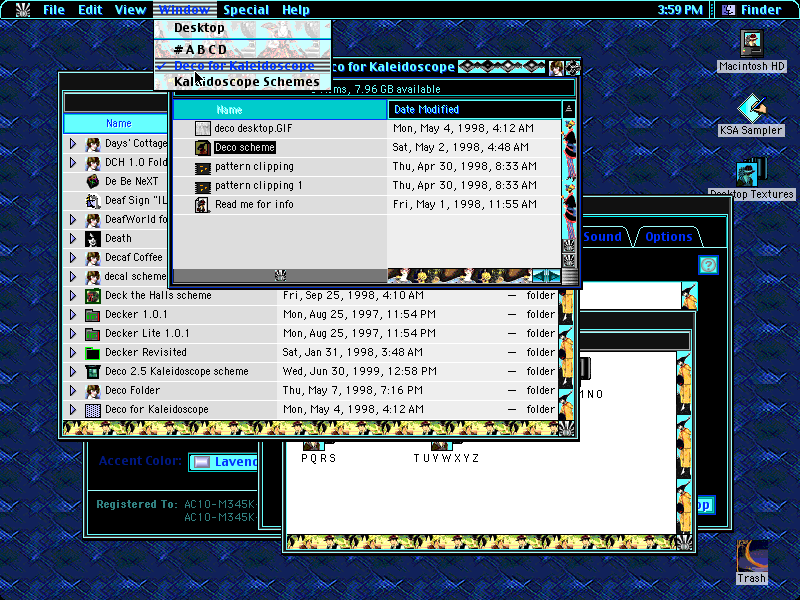 File Edit View Window Special Help 3:59 PM Finder
Desktop
#ABCD
✓ Deco for Kaleidoscope
Kaleidoscope Schemes
co for Kaleidoscope
ms, 7.96 GB available
Name Date Modified
deco desktop.GIF Mon, May 4, 1998, 4:12 AM
Deco scheme Sat, May 2, 1998, 4:48 AM
pattern clipping Thu, Apr 30, 1998, 8:33 AM
pattern clipping 1 Thu, Apr 30, 1998, 8:33 AM
Read me for info Fri, May 1, 1998, 11:55 AM
Name
Days' Cottage
DCH 1.0 Fold
De Be NeXT
Deaf Sign "IL
DeafWorld fo
Death
Decaf Coffee
decal scheme
Deck the Halls scheme Fri, Sep 25, 1998, 4:10 AM — folder
Decker 1.0.1 Mon, Aug 25, 1997, 11:54 PM — folder
Decker Lite 1.0.1 Mon, Aug 25, 1997, 11:54 PM — folder
Decker Revisited Sat, Jan 31, 1998, 3:48 AM — folder
Deco 2.5 Kaleidoscope scheme Wed, Jun 30, 1999, 12:58 PM — folder
Deco Folder Thu, May 7, 1998, 7:16 PM — folder
Deco for Kaleidoscope Mon, May 4, 1998, 4:12 AM — folder
Sound Options
MNO
PQRS TUVWXYZ
Accent Color: Lavend
Registered To: AC10-M345K
AC10-M345K
op
Macintosh HD
KSA Sampler
Desktop Textures
Trash